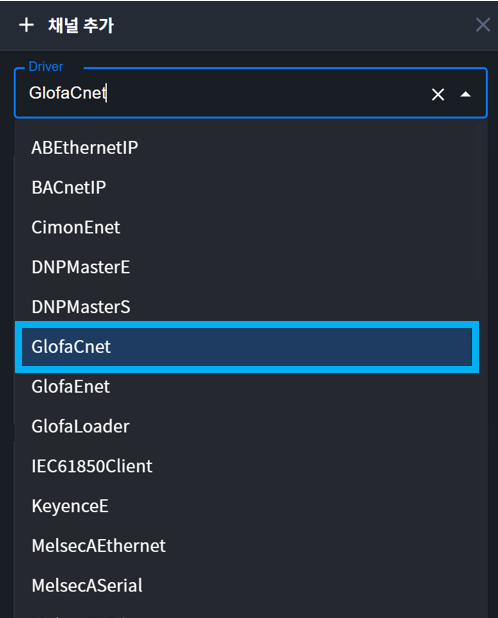 채널 추가
Driver
GlofaCnet
ABEthernetIP
BACnetIP
CimonEnet
DNPMasterE
DNPMasterS
GlofaCnet
GlofaEnet
GlofaLoader
IEC61850Client
KeyenceE
MelsecAEthernet
MelsecASerial